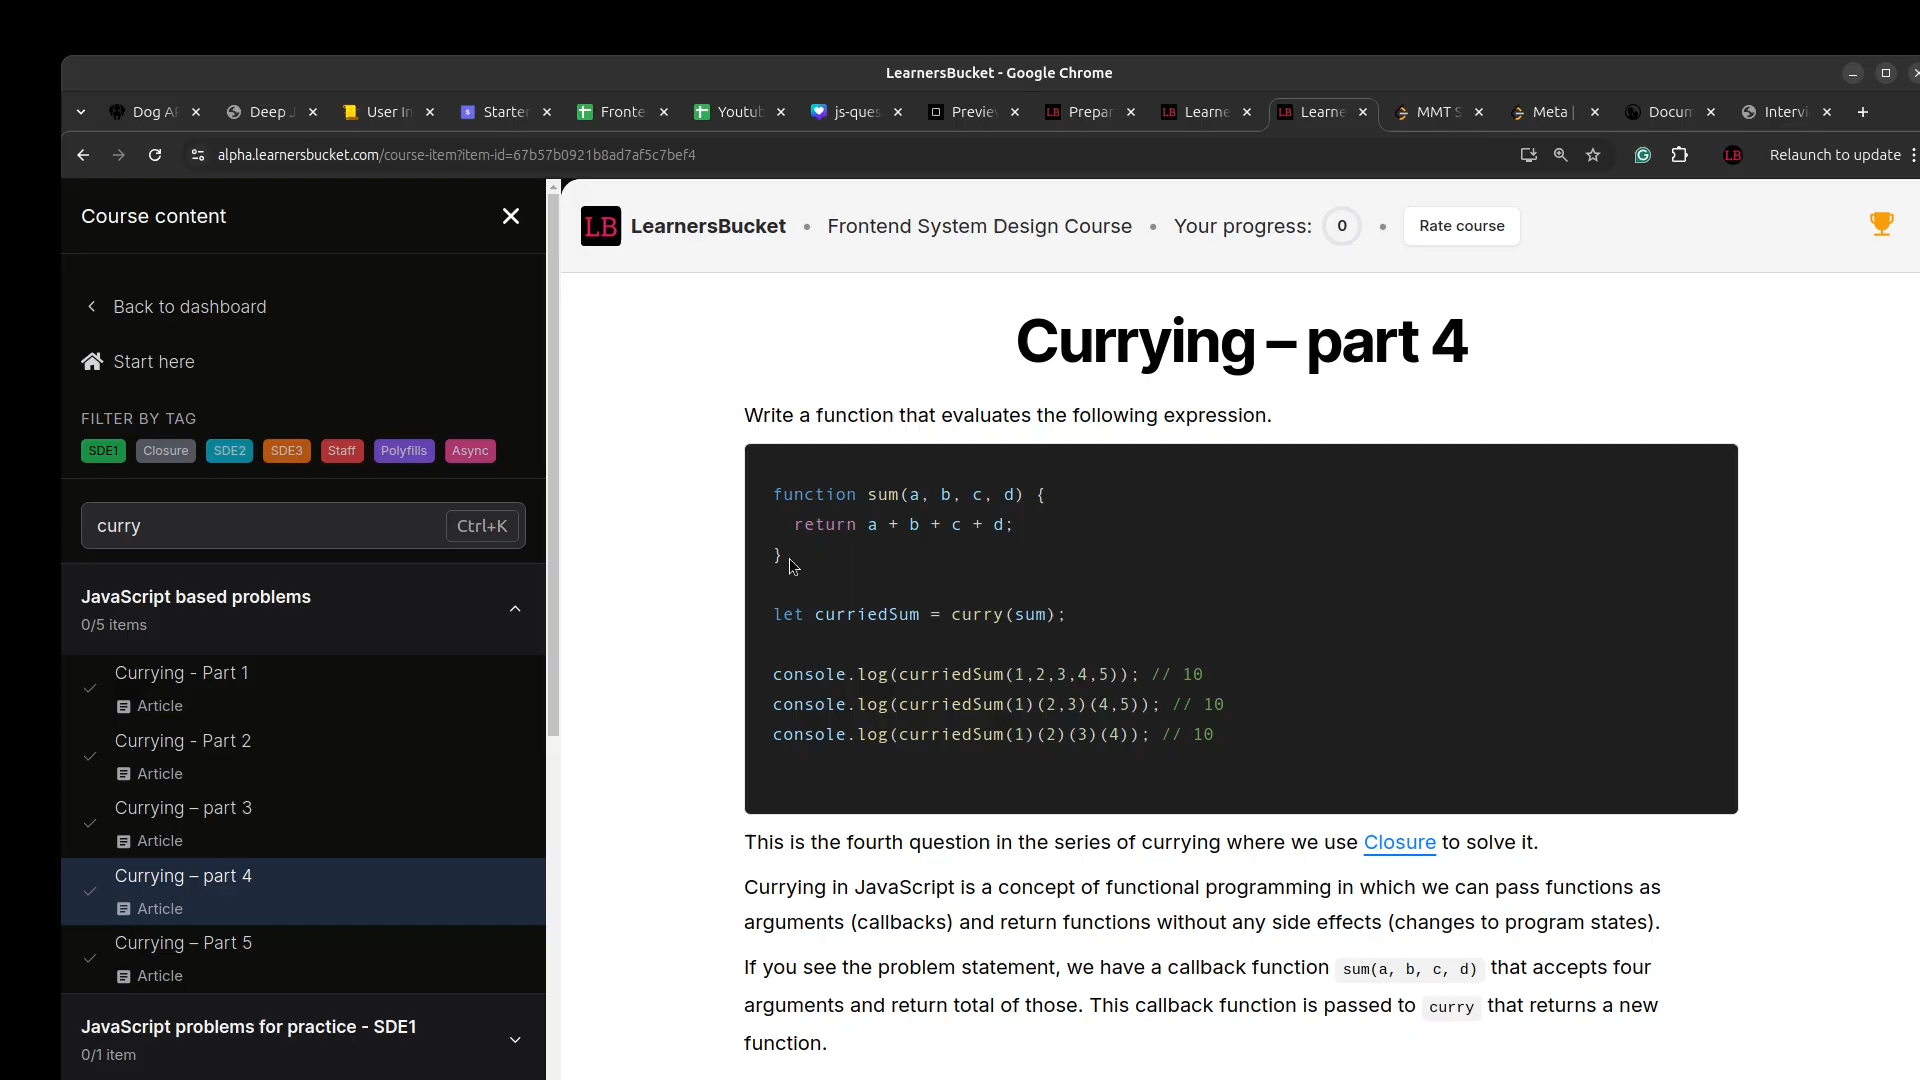 LearnersBucket - Google Chrome
Dog A
Deep J
User In
Starter
Fronte
Youtub
js-ques
Previe
Prepar
Learne
Learne
MMT S
Meta |
Docum
Intervi
alpha.learnersbucket.com/course-item?item-id=67b57b0921b8ad7af5c7bef4
LB
Relaunch to update
Course content
LB LearnersBucket • Frontend System Design Course • Your progress: 0 • Rate course
Back to dashboard
Start here
FILTER BY TAG
SDE1 Closure SDE2 SDE3 Staff Polyfills Async
curry Ctrl+K
JavaScript based problems
0/5 items
Currying - Part 1
Article
Currying - Part 2
Article
Currying – part 3
Article
Currying – part 4
Article
Currying – Part 5
Article
JavaScript problems for practice - SDE1
0/1 item
Currying – part 4
Write a function that evaluates the following expression.
function sum(a, b, c, d) {
return a + b + c + d;
}
let curriedSum = curry(sum);
console.log(curriedSum(1,2,3,4,5)); // 10
console.log(curriedSum(1)(2,3)(4,5)); // 10
console.log(curriedSum(1)(2)(3)(4)); // 10
This is the fourth question in the series of currying where we use Closure to solve it.
Currying in JavaScript is a concept of functional programming in which we can pass functions as
arguments (callbacks) and return functions without any side effects (changes to program states).
If you see the problem statement, we have a callback function sum(a, b, c, d) that accepts four
arguments and return total of those. This callback function is passed to curry that returns a new
function.